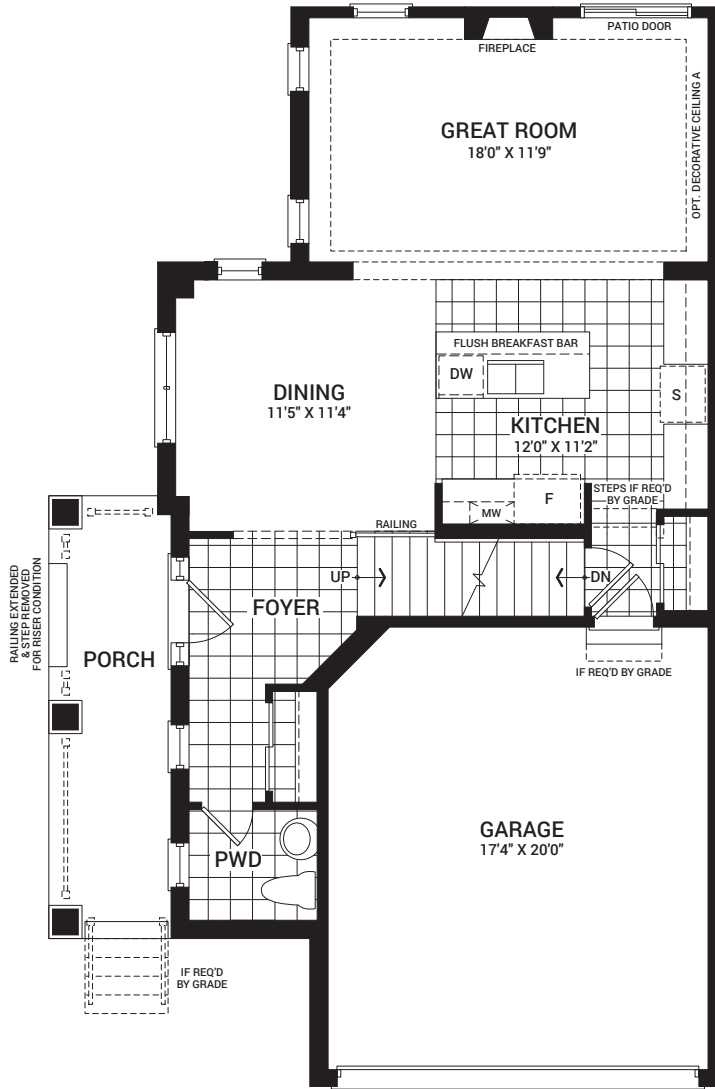 PATIO DOOR
FIREPLACE
OPT. DECORATIVE CEILING A
GREAT ROOM
18'0" X 11'9"
FLUSH BREAKFAST BAR
DW
S
DINING
11'5" X 11'4"
KITCHEN
12'0" X 11'2"
F
MW
STEPS IF REQ'D
BY GRADE
RAILING
UP
DN
FOYER
RAILING EXTENDED
& STEP REMOVED
FOR RISER CONDITION
PORCH
IF REQ'D BY GRADE
GARAGE
17'4" X 20'0"
PWD
IF REQ'D
BY GRADE